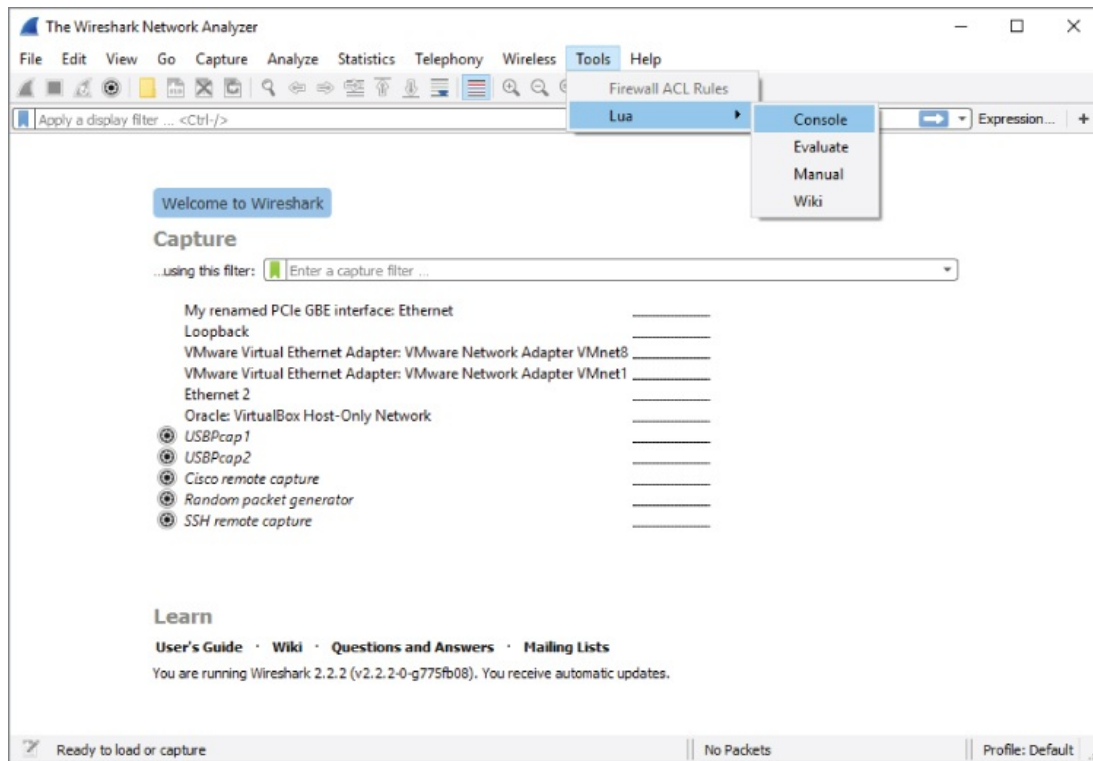 The Wireshark Network Analyzer
File Edit View Go Capture Analyze Statistics Telephony Wireless Tools Help
Firewall ACL Rules
Apply a display filter ... <Ctrl-/> Expression... +
Lua
Console
Evaluate
Manual
Wiki
Welcome to Wireshark
Capture
...using this filter: Enter a capture filter ...
My renamed PCIe GBE interface: Ethernet
Loopback
VMware Virtual Ethernet Adapter: VMware Network Adapter VMnet8
VMware Virtual Ethernet Adapter: VMware Network Adapter VMnet1
Ethernet 2
Oracle: VirtualBox Host-Only Network
USBPcap1
USBPcap2
Cisco remote capture
Random packet generator
SSH remote capture
Learn
User's Guide · Wiki · Questions and Answers · Mailing Lists
You are running Wireshark 2.2.2 (v2.2.2-0-g775fb08). You receive automatic updates.
Ready to load or capture No Packets Profile: Default